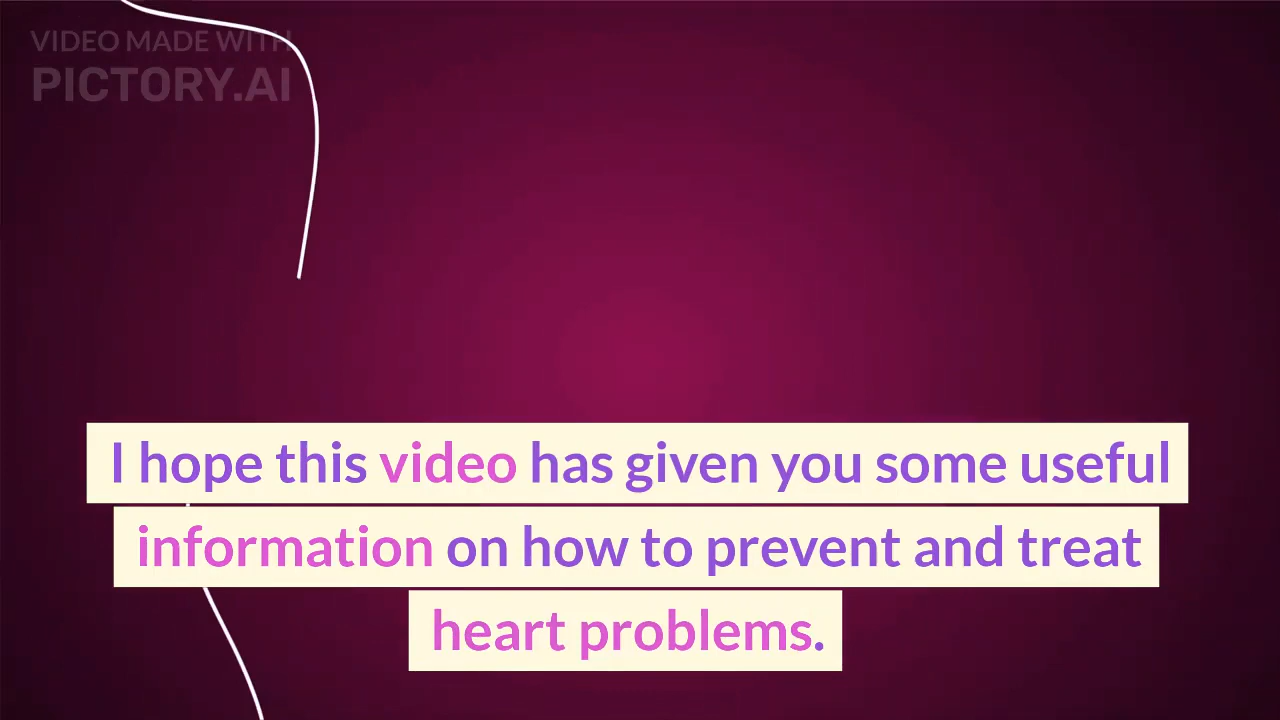 VIDEO MADE WITH
PICTORY.AI
I hope this video has given you some useful
information on how to prevent and treat
heart problems.